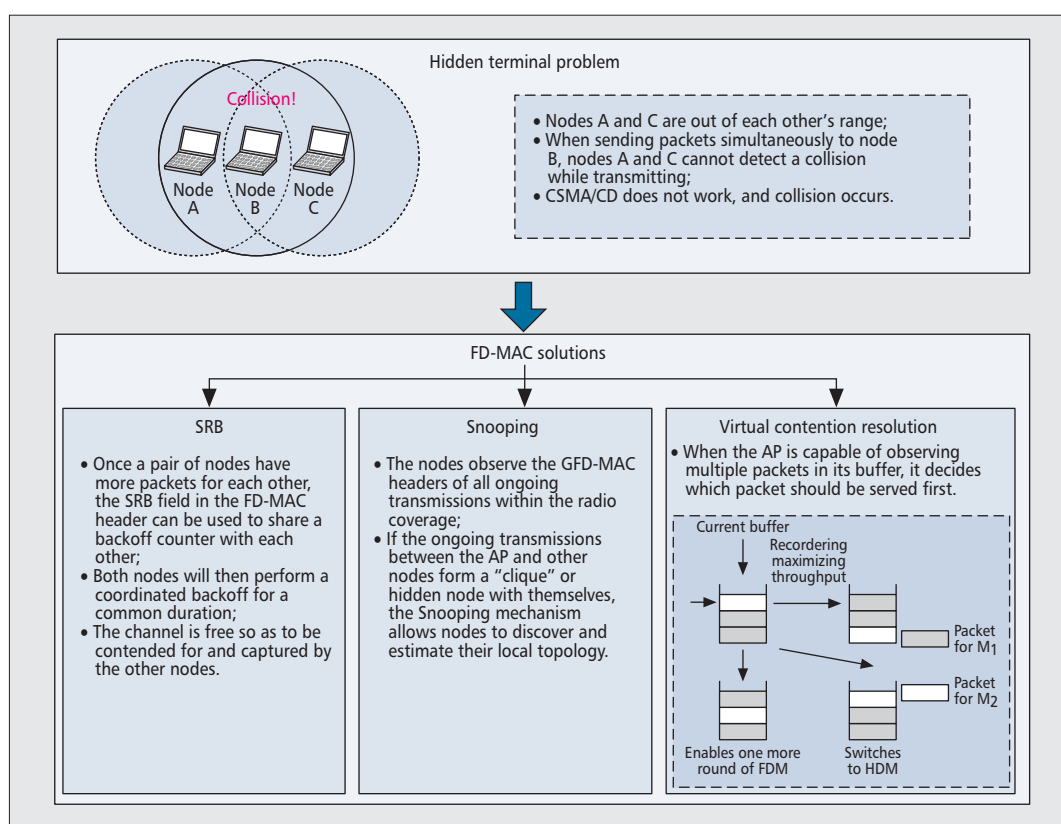 Hidden terminal problem
Collision!
Node
A
Node
B
Node
C
• Nodes A and C are out of each other's range;
• When sending packets simultaneously to node
B, nodes A and C cannot detect a collision
while transmitting;
• CSMA/CD does not work, and collision occurs.
FD-MAC solutions
SRB
• Once a pair of nodes have
more packets for each other,
the SRB field in the FD-MAC
header can be used to share a
backoff counter with each
other;
• Both nodes will then perform a
coordinated backoff for a
common duration;
• The channel is free so as to be
contended for and captured by
the other nodes.
Snooping
• The nodes observe the GFD-MAC
headers of all ongoing
transmissions within the radio
coverage;
• If the ongoing transmissions
between the AP and other
nodes form a “clique” or
hidden node with themselves,
the Snooping mechanism
allows nodes to discover and
estimate their local topology.
Virtual contention resolution
• When the AP is capable of observing
multiple packets in its buffer, it decides
which packet should be served first.
Current buffer
Recordering
maximizing
throughput
Packet
for M1
Packet
for M2
Enables one more
round of FDM
Switches
to HDM